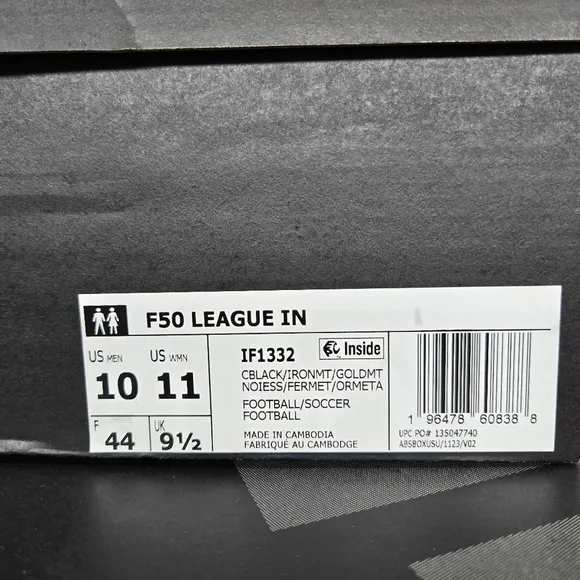 F50 LEAGUE IN
US MEN US WMN
10 11
F UK
44 9½
IF1332 Inside
CBLACK/IRONMT/GOLDMT
NOIESS/FERMET/ORMETA
FOOTBALL/SOCCER
FOOTBALL
MADE IN CAMBODIA
FABRIQUÉ AU CAMBODGE
1 96478 60838 8
UPC PO# 135047740
ABSBOXUSU/1123/V02